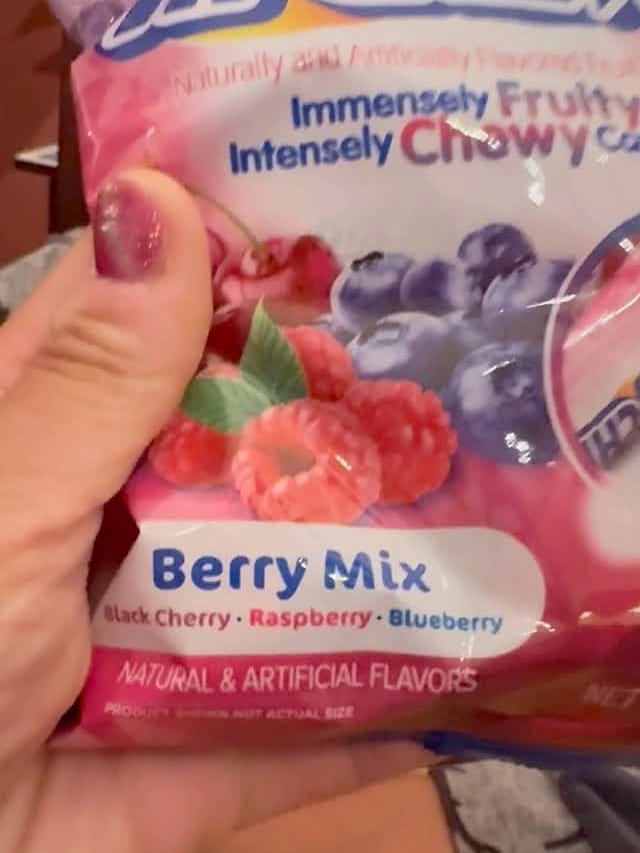 Naturally and Artificially Flavored
Immensely Fruity
Intensely Chewy
Berry Mix
Black Cherry · Raspberry · Blueberry
NATURAL & ARTIFICIAL FLAVORS
PRODUCT SHOWN NOT ACTUAL SIZE
NET